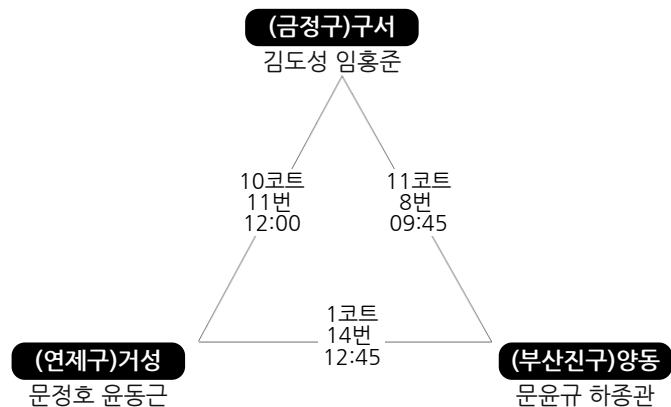 (금정구)구서
김도성 임홍준
10코트
11번
12:00
11코트
8번
09:45
1코트
14번
12:45
(연제구)거성
문정호 윤동근
(부산진구)양동
문윤규 하종관